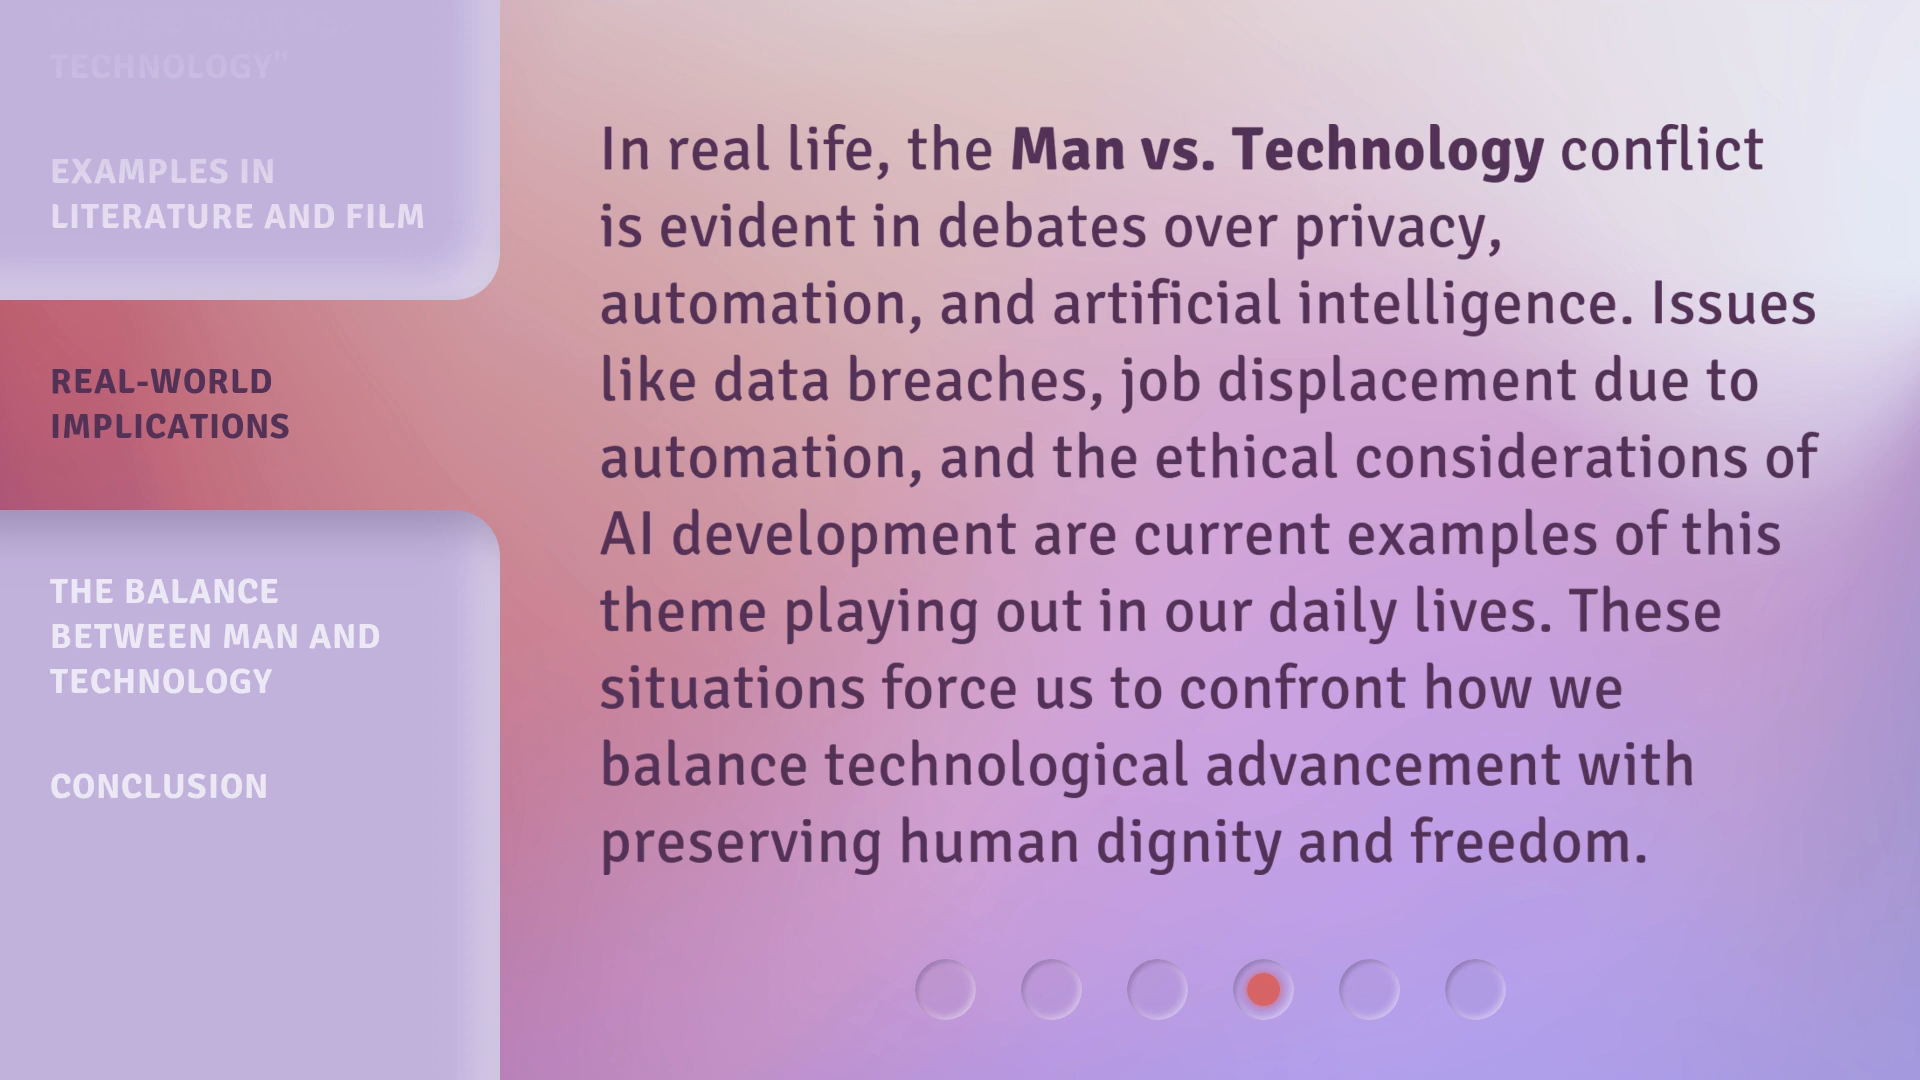 TECHNOLOGY"
EXAMPLES IN
LITERATURE AND FILM
REAL-WORLD
IMPLICATIONS
THE BALANCE
BETWEEN MAN AND
TECHNOLOGY
CONCLUSION
In real life, the Man vs. Technology conflict
is evident in debates over privacy,
automation, and artificial intelligence. Issues
like data breaches, job displacement due to
automation, and the ethical considerations of
AI development are current examples of this
theme playing out in our daily lives. These
situations force us to confront how we
balance technological advancement with
preserving human dignity and freedom.